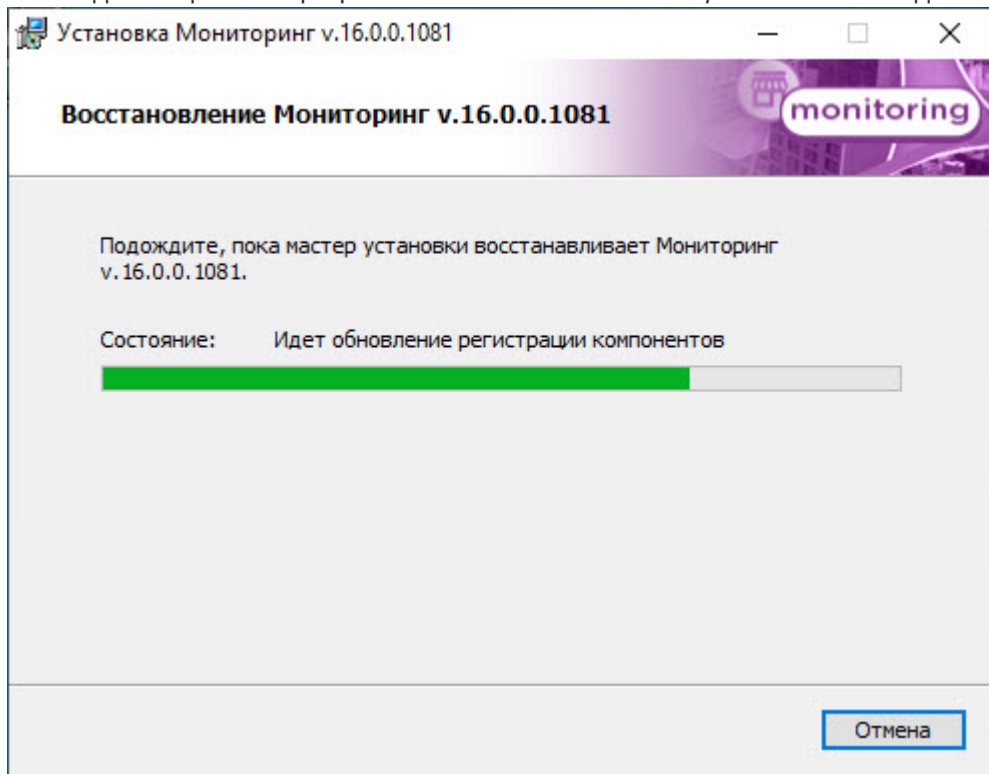 Установка Мониторинг v.16.0.0.1081
Восстановление Мониторинг v.16.0.0.1081
monitoring
Подождите, пока мастер установки восстанавливает Мониторинг
v.16.0.0.1081.
Состояние: Идет обновление регистрации компонентов
Отмена